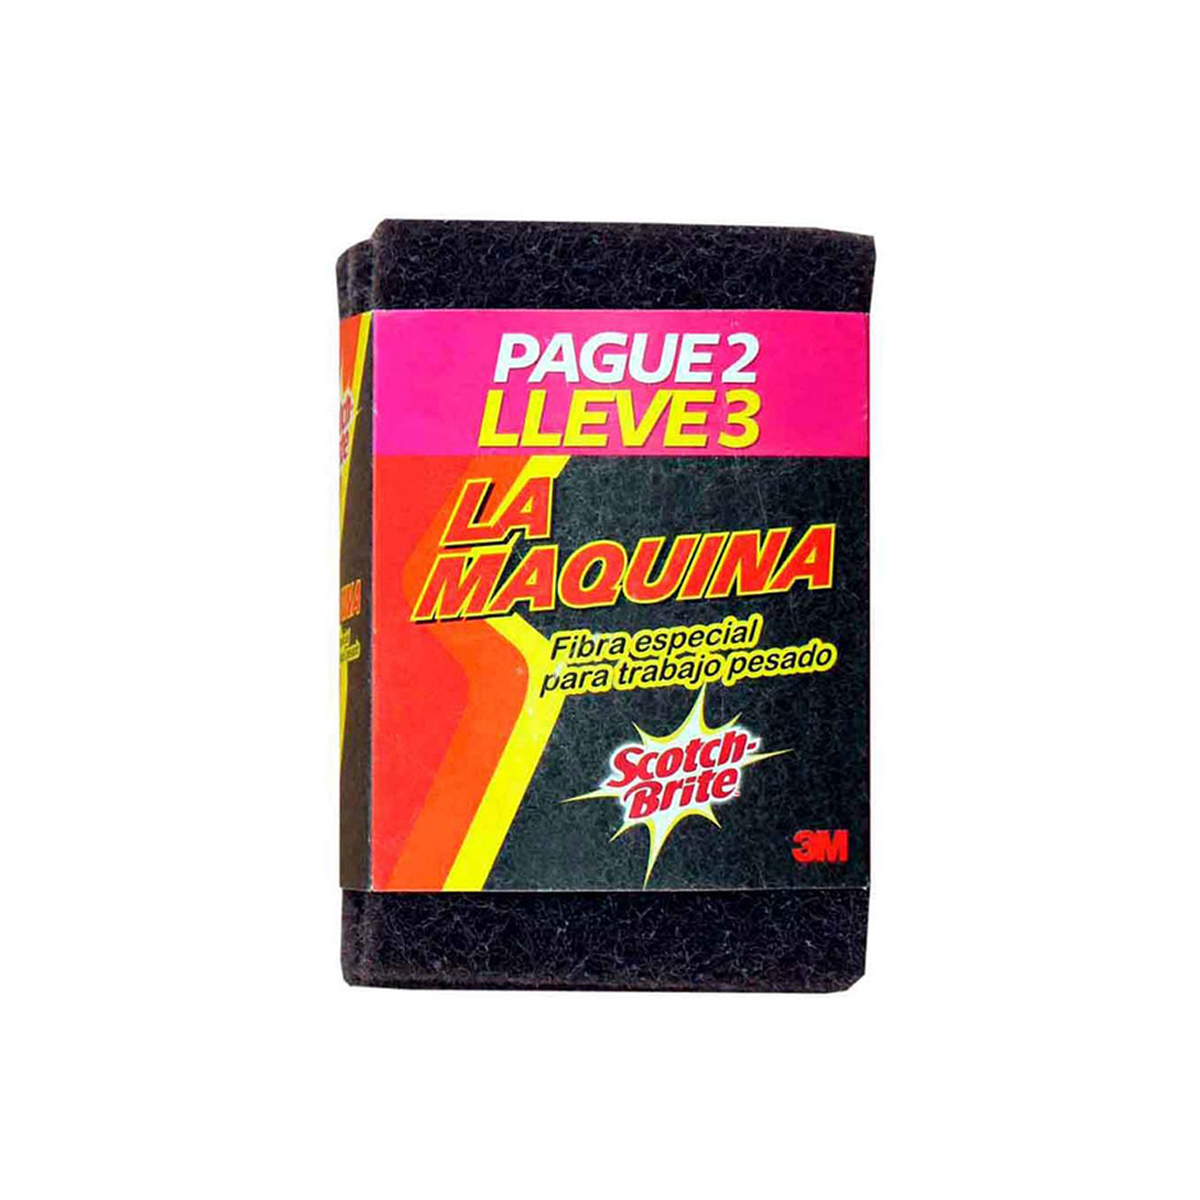 PAGUE 2
LLEVE 3
LA
MAQUINA
Fibra especial
para trabajo pesado
Scotch-
Brite
3M